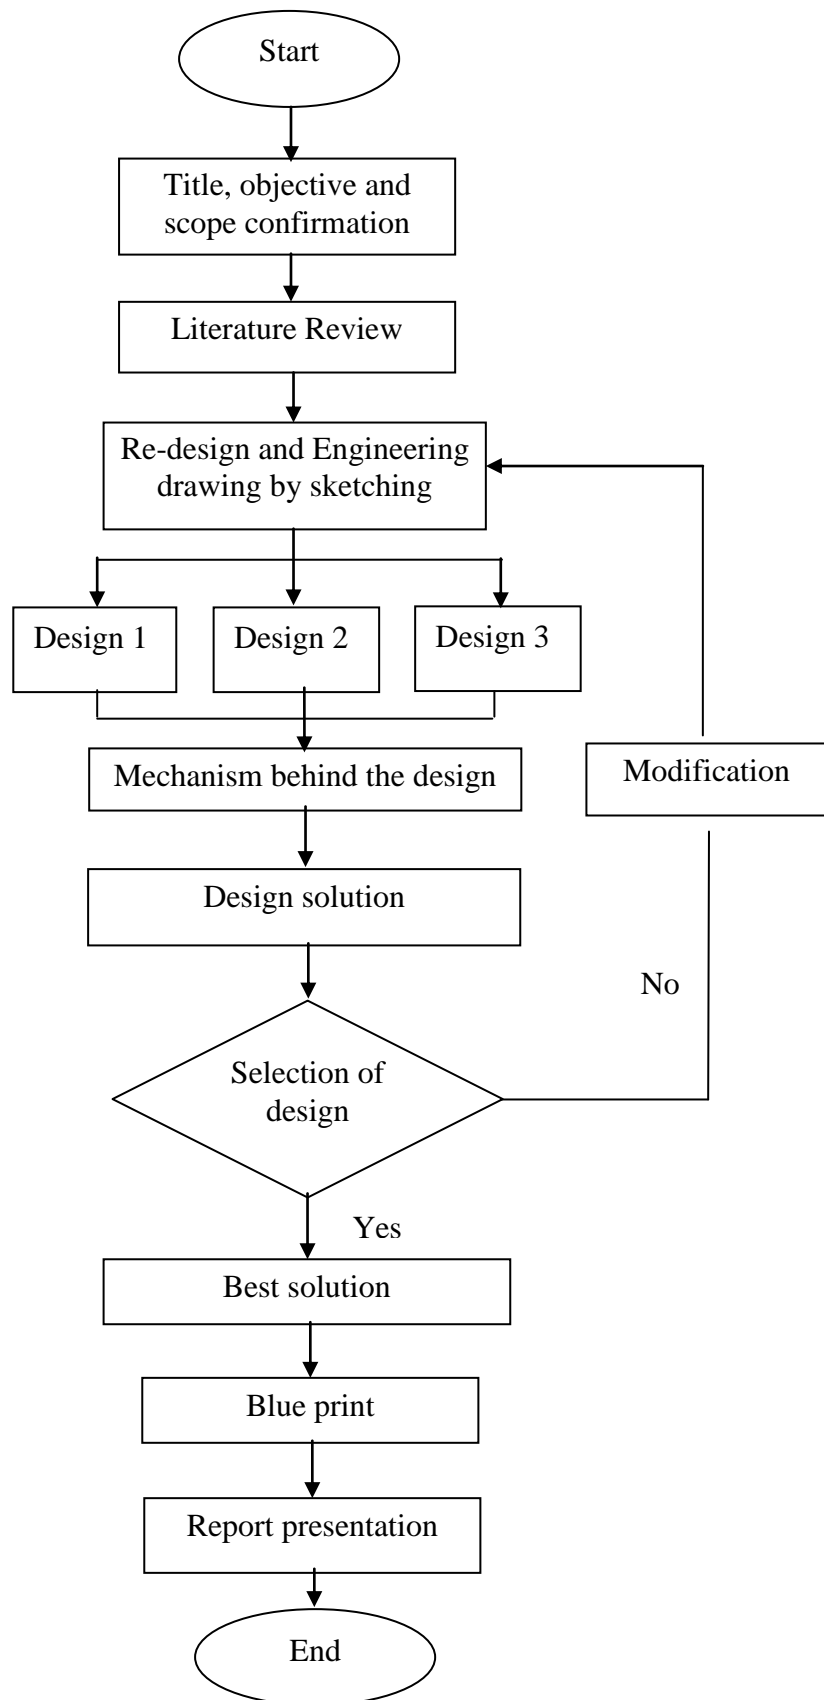 Start
Title, objective and
scope confirmation
Literature Review
Re-design and Engineering
drawing by sketching
Design 1
Design 2
Design 3
Mechanism behind the design
Modification
Design solution
No
Selection of
design
Yes
Best solution
Blue print
Report presentation
End